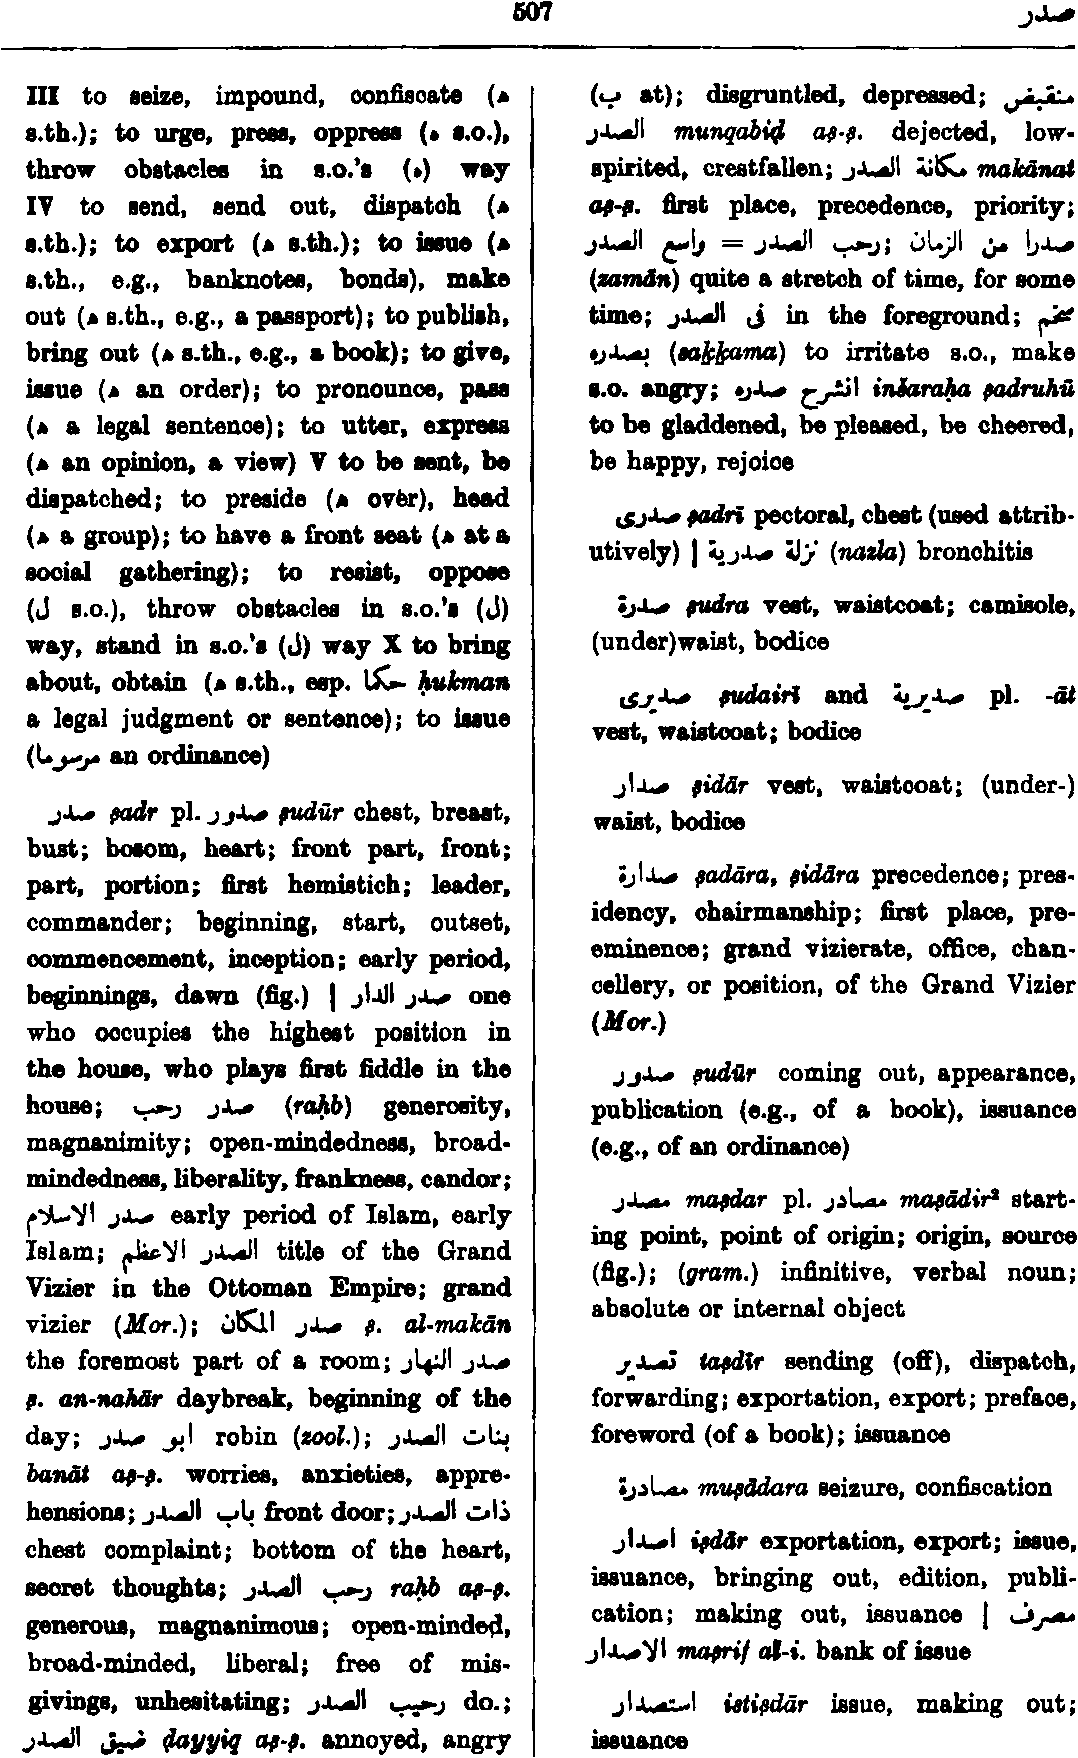 507 صدر
III to seize, impound, confiscate (ه
s.th.); to urge, press, oppress (ه s.o.),
throw obstacles in s.o.'s (ه) way
IV to send, send out, dispatch (ه
s.th.); to export (ه s.th.); to issue (ه
s.th., e.g., banknotes, bonds), make
out (ه s.th., e.g., a passport); to publish,
bring out (ه s.th., e.g., a book); to give,
issue (ه an order); to pronounce, pass
(ه a legal sentence); to utter, express
(ه an opinion, a view) V to be sent, be
dispatched; to preside (ه over), head
(ه a group); to have a front seat (ه at a
social gathering); to resist, oppose
(ل s.o.), throw obstacles in s.o.'s (ل)
way, stand in s.o.'s (ل) way X to bring
about, obtain (ه s.th., esp. حكما ḥukman
a legal judgment or sentence); to issue
(مرسوما an ordinance)
صدر ṣadr pl. صدور ṣudūr chest, breast,
bust; bosom, heart; front part, front;
part, portion; first hemistich; leader,
commander; beginning, start, outset,
commencement, inception; early period,
beginnings, dawn (fig.) | صدر الدار one
who occupies the highest position in
the house, who plays first fiddle in the
house; صدر رحب (raḥb) generosity,
magnanimity; open-mindedness, broad-
mindedness, liberality, frankness, candor;
صدر الاسلام early period of Islam, early
Islam; الصدر الاعظم title of the Grand
Vizier in the Ottoman Empire; grand
vizier (Mor.); صدر المكان ṣ. al-makān
the foremost part of a room; صدر النهار
ṣ. an-nahār daybreak, beginning of the
day; ابو صدر robin (zool.); بنات الصدر
banāt aṣ-ṣ. worries, anxieties, appre-
hensions; باب الصدر front door; ذات الصدر
chest complaint; bottom of the heart,
secret thoughts; رحب الصدر raḥb aṣ-ṣ.
generous, magnanimous; open-minded,
broad-minded, liberal; free of mis-
givings, unhesitating; رحيب الصدر do.;
ضيق الصدر ḍayyiq aṣ-ṣ. annoyed, angry
(ب at); disgruntled, depressed; منقبض
الصدر munqabiḍ aṣ-ṣ. dejected, low-
spirited, crestfallen; مكانة الصدر makānat
aṣ-ṣ. first place, precedence, priority;
واسع الصدر = رحب الصدر; صدرا من الزمان
(zamān) quite a stretch of time, for some
time; فى الصدر in the foreground; سخم
بصدره (saḵḵama) to irritate s.o., make
s.o. angry; انشرح صدره inšaraḥa ṣadruhū
to be gladdened, be pleased, be cheered,
be happy, rejoice
صدرى ṣadrī pectoral, chest (used attrib-
utively) | نزلة صدرية (nazla) bronchitis
صدرة ṣudra vest, waistcoat; camisole,
(under)waist, bodice
صديرى ṣudairī and صديرية pl. -āt
vest, waistcoat; bodice
صدار ṣidār vest, waistcoat; (under-)
waist, bodice
صدارة ṣadāra, ṣidāra precedence; pres-
idency, chairmanship; first place, pre-
eminence; grand vizierate, office, chan-
cellery, or position, of the Grand Vizier
(Mor.)
صدور ṣudūr coming out, appearance,
publication (e.g., of a book), issuance
(e.g., of an ordinance)
مصدر maṣdar pl. مصادر maṣādir² start-
ing point, point of origin; origin, source
(fig.); (gram.) infinitive, verbal noun;
absolute or internal object
تصدير taṣdīr sending (off), dispatch,
forwarding; exportation, export; preface,
foreword (of a book); issuance
مصادرة muṣādara seizure, confiscation
اصدار iṣdār exportation, export; issue,
issuance, bringing out, edition, publi-
cation; making out, issuance | مصرف
الاصدار maṣrif al-i. bank of issue
استصدار istiṣdār issue, making out;
issuance